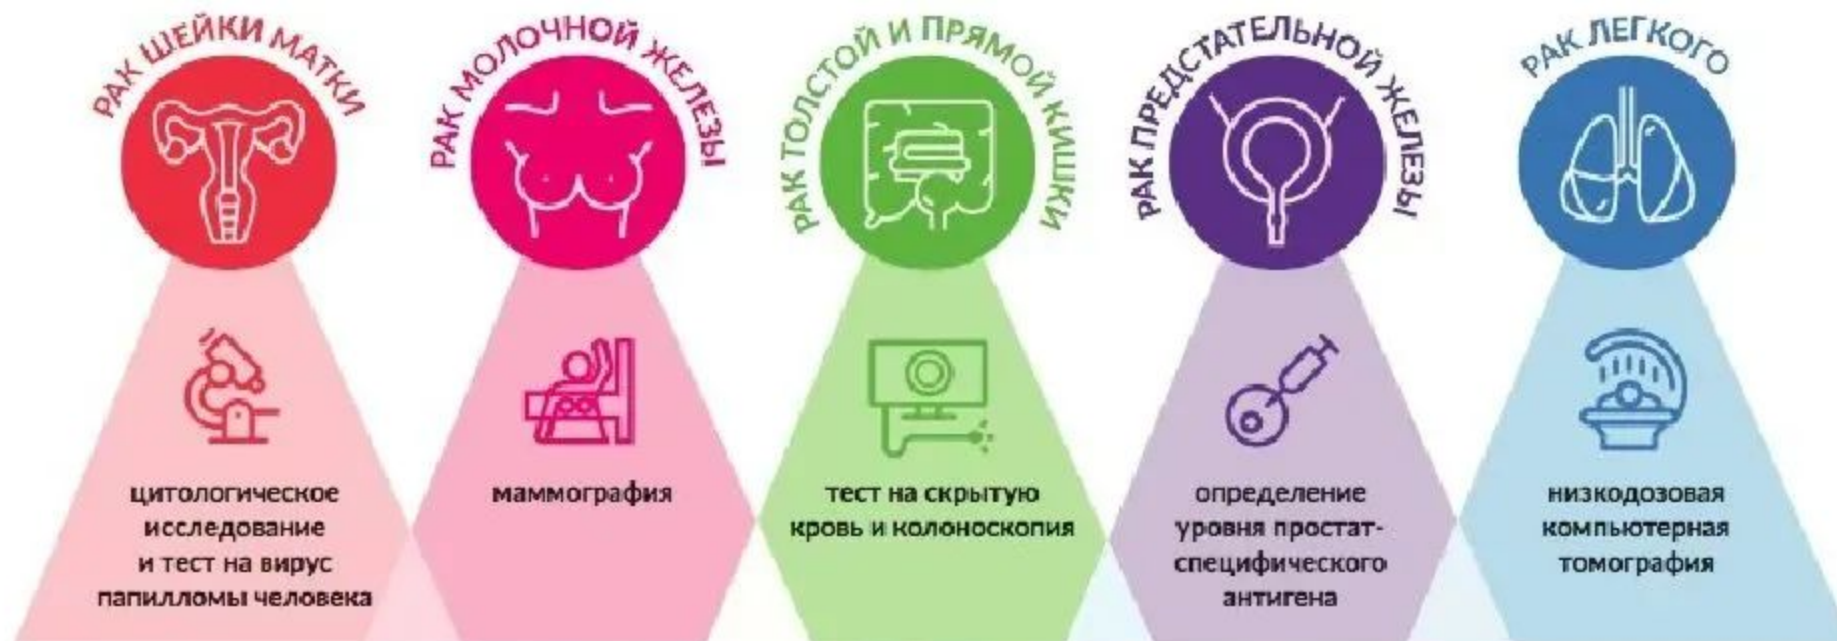 РАК ШЕЙКИ МАТКИ
РАК МОЛОЧНОЙ ЖЕЛЕЗЫ
РАК ТОЛСТОЙ И ПРЯМОЙ КИШКИ
РАК ПРЕДСТАТЕЛЬНОЙ ЖЕЛЕЗЫ
РАК ЛЕГКОГО
цитологическое
исследование
и тест на вирус
папилломы человека
маммография
тест на скрытую
кровь и колоноскопия
определение
уровня простат-
специфического
антигена
низкодозовая
компьютерная
томография